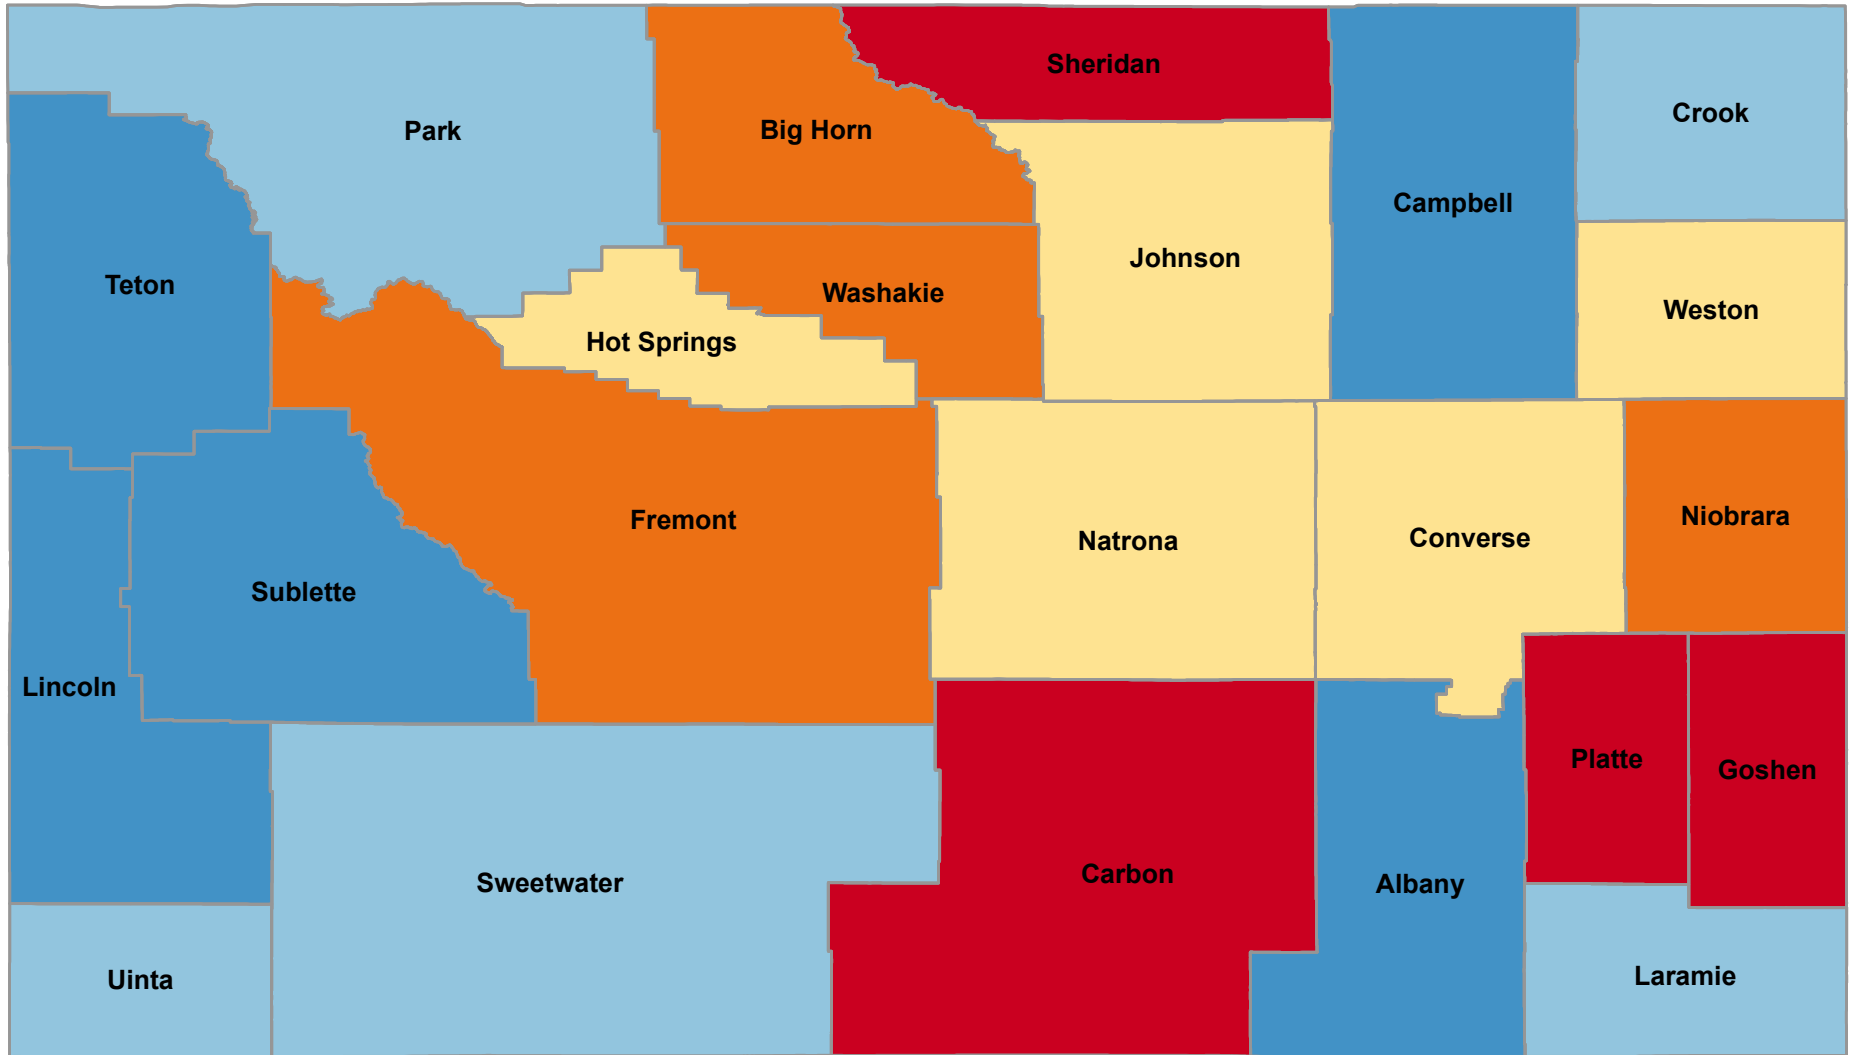 Sheridan
Crook
Park
Big Horn
Campbell
Johnson
Teton
Washakie
Weston
Hot Springs
Fremont
Niobrara
Natrona
Converse
Sublette
Lincoln
Platte
Goshen
Carbon
Sweetwater
Albany
Uinta
Laramie